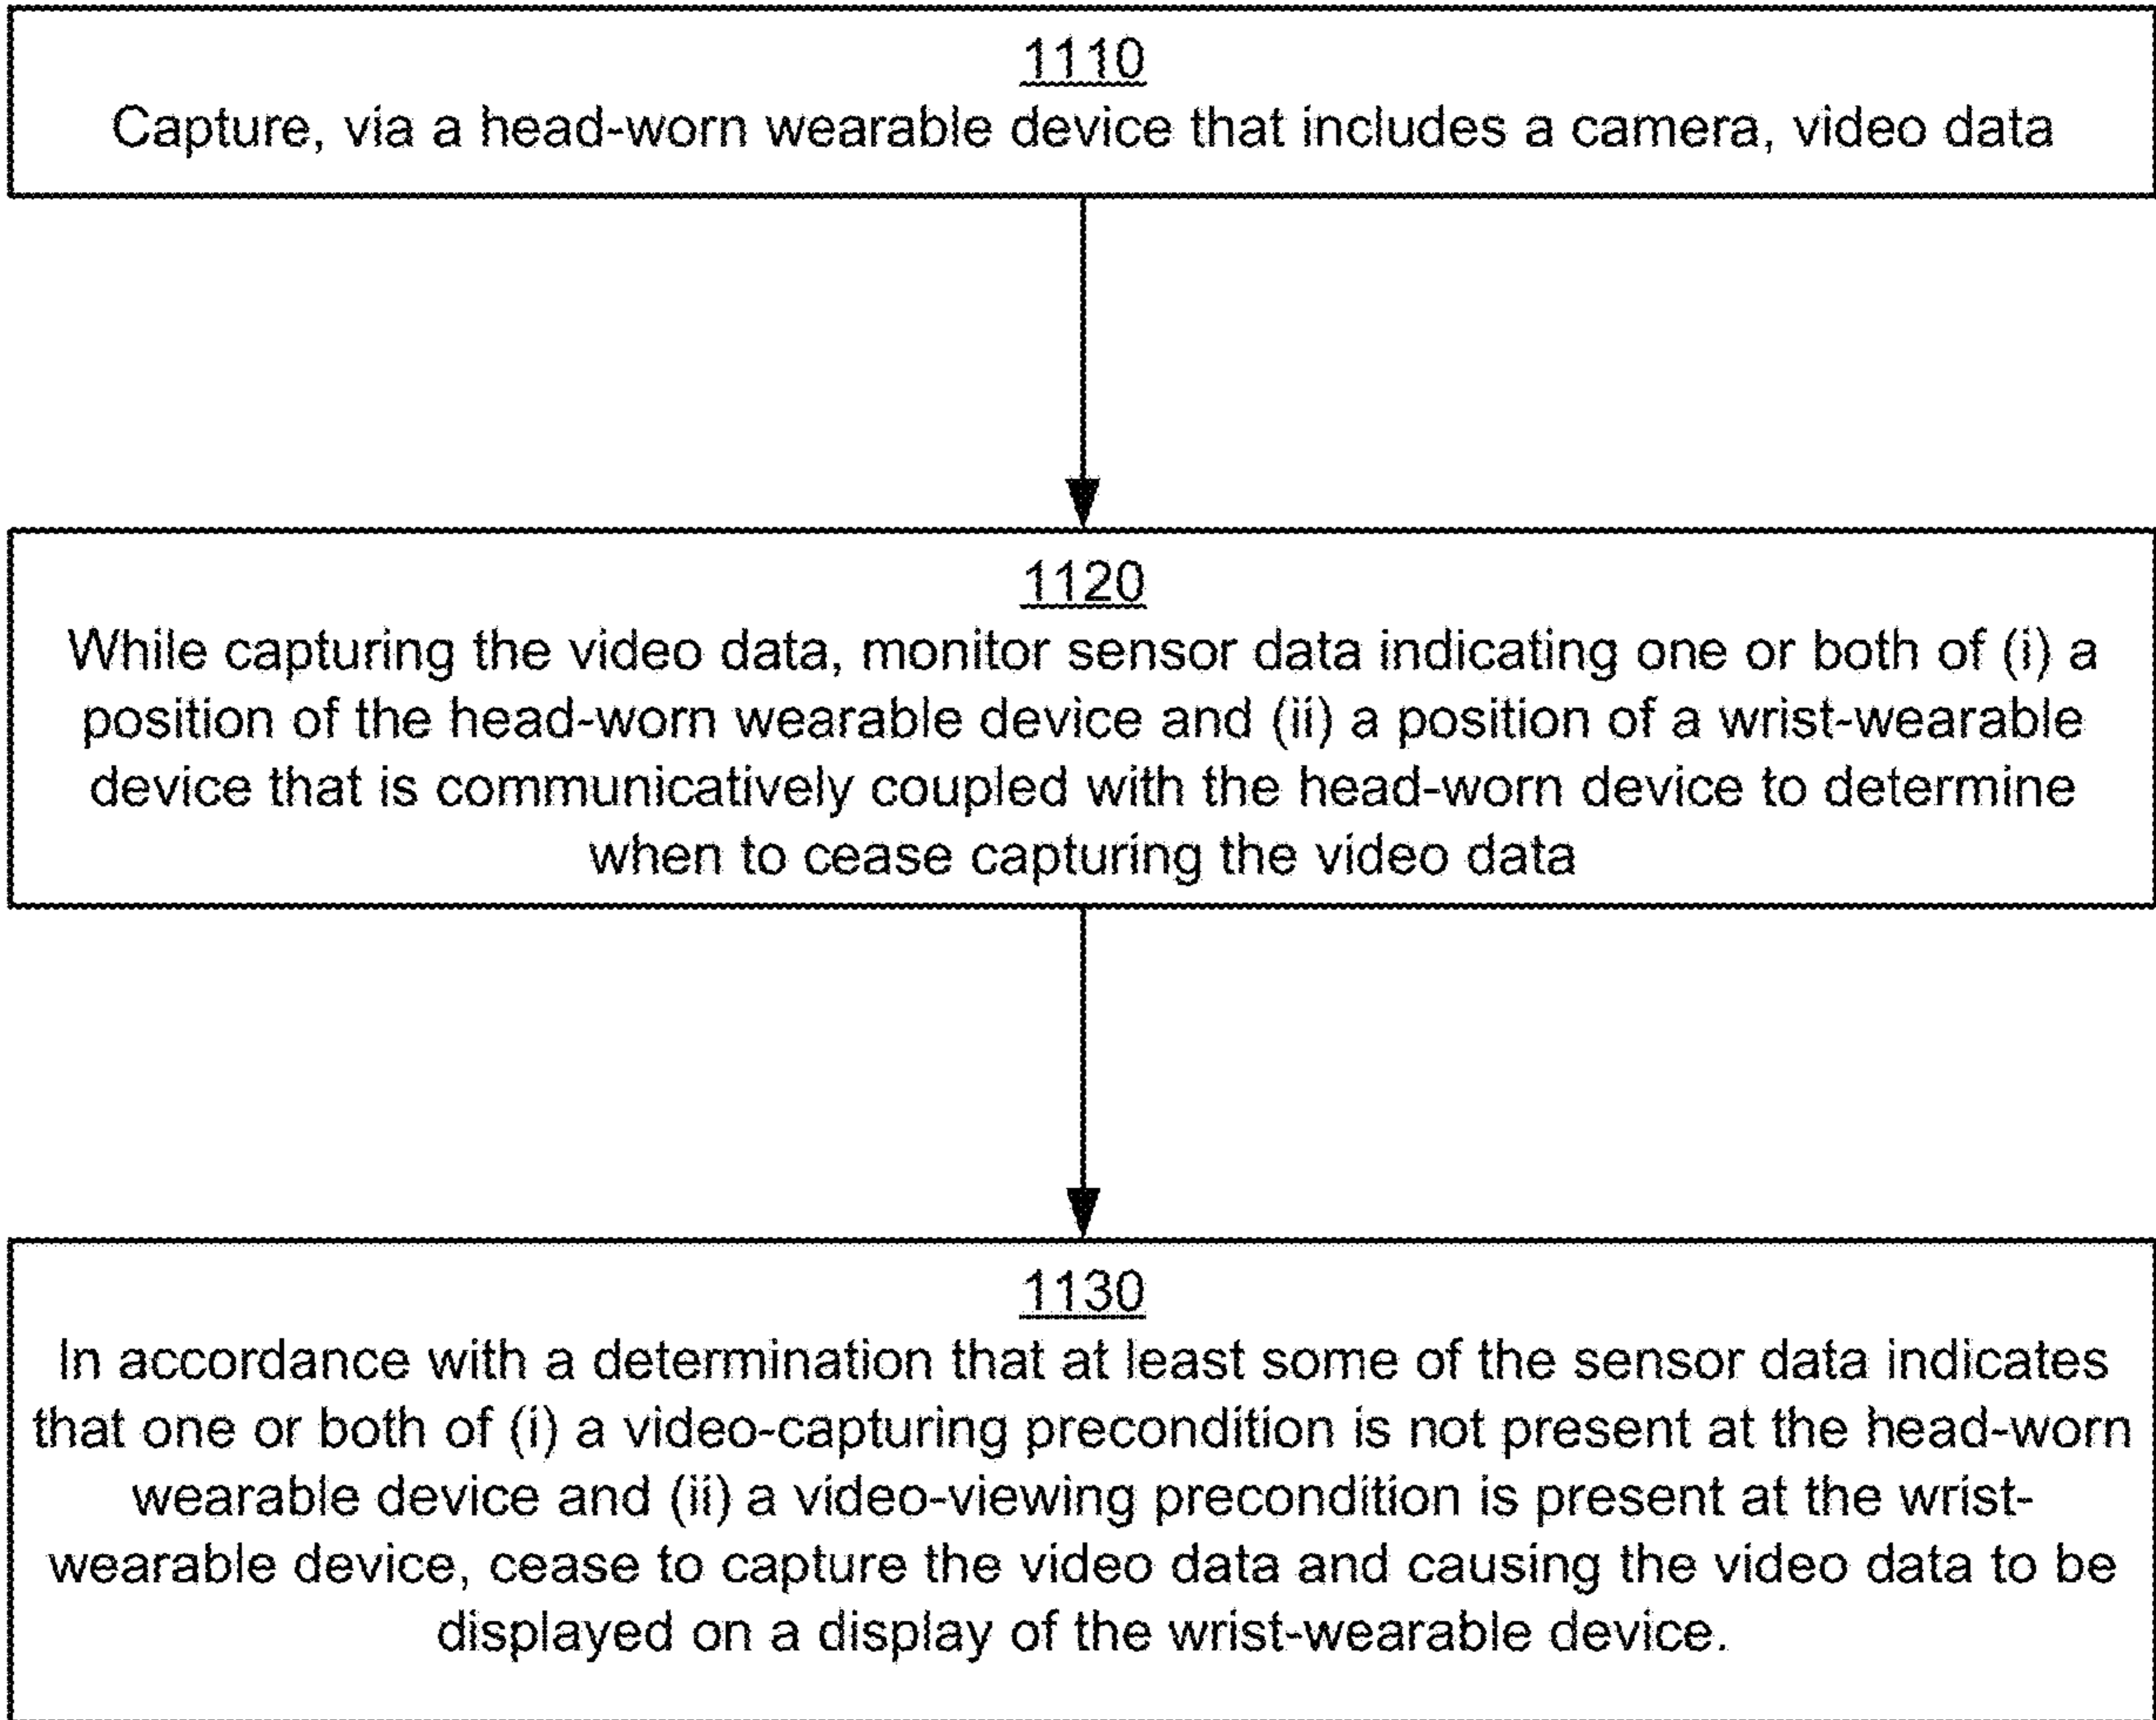 1110
Capture, via a head-worn wearable device that includes a camera, video data
1120
While capturing the video data, monitor sensor data indicating one or both of (i) a
position of the head-worn wearable device and (ii) a position of a wrist-wearable
device that is communicatively coupled with the head-worn device to determine
when to cease capturing the video data
1130
In accordance with a determination that at least some of the sensor data indicates
that one or both of (i) a video-capturing precondition is not present at the head-worn
wearable device and (ii) a video-viewing precondition is present at the wrist-
wearable device, cease to capture the video data and causing the video data to be
displayed on a display of the wrist-wearable device.